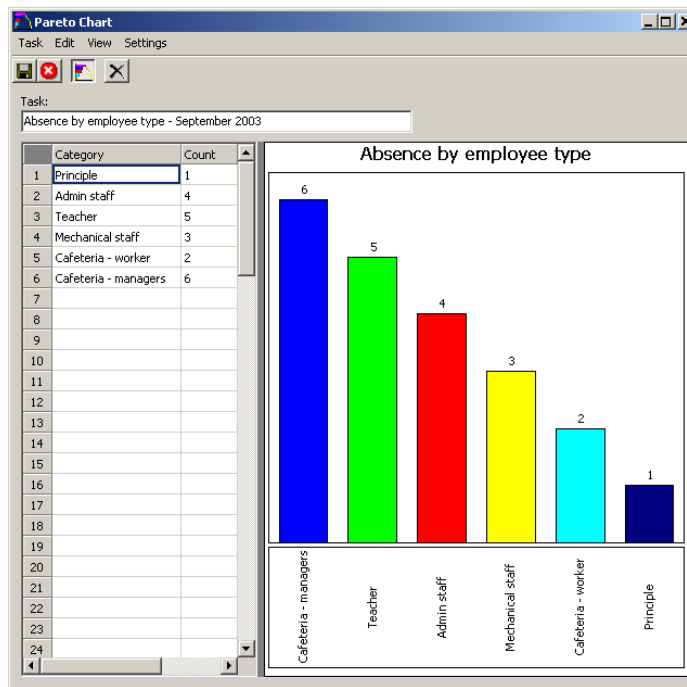 Pareto Chart
Task Edit View Settings
Task:
Absence by employee type - September 2003
Category Count
1 Principle 1
2 Admin staff 4
3 Teacher 5
4 Mechanical staff 3
5 Cafeteria - worker 2
6 Cafeteria - managers 6
7
8
9
10
11
12
13
14
15
16
17
18
19
20
21
22
23
24
Absence by employee type
6
5
4
3
2
1
Cafeteria - managers
Teacher
Admin staff
Mechanical staff
Cafeteria - worker
Principle